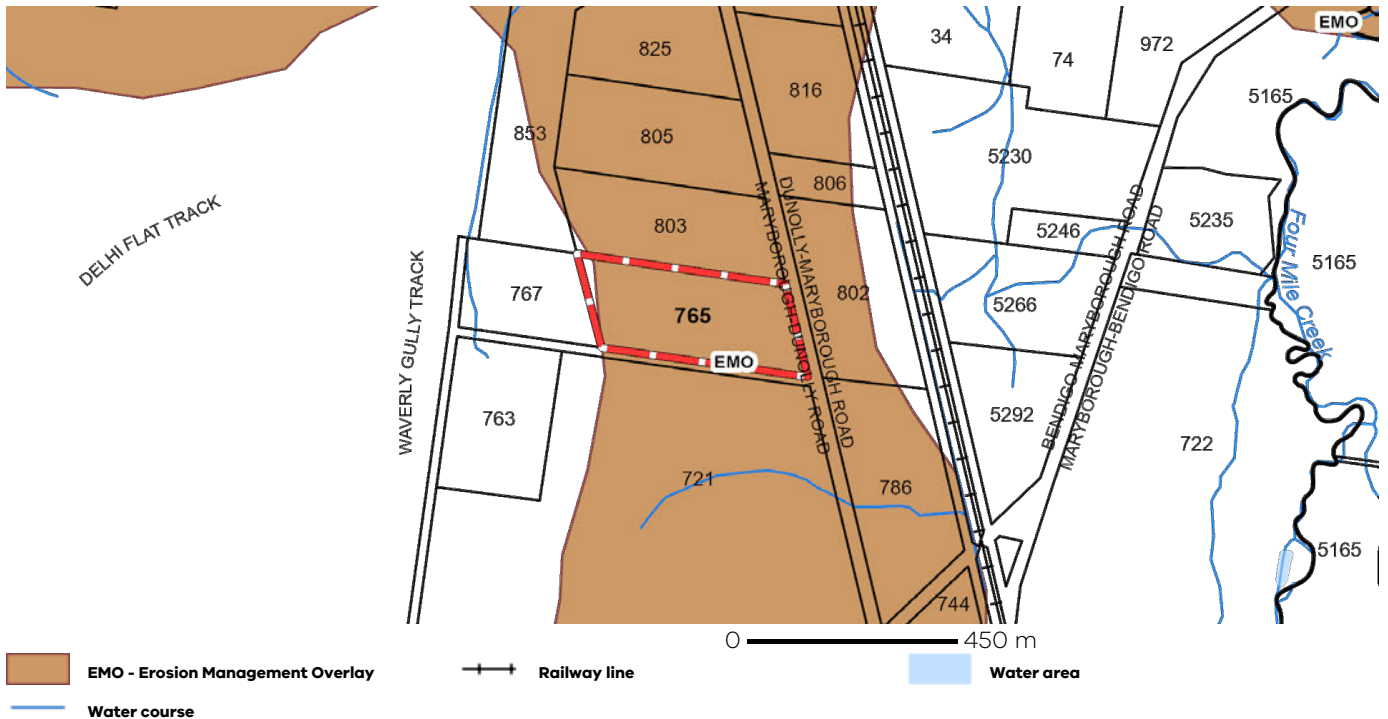 EMO
34
972
825
74
816
5165
853
805
5230
806
DELHI FLAT TRACK
803
5246
5235
DUNOLLY-MARYBOROUGH ROAD
MARYBOROUGH-DUNOLLY ROAD
BENDIGO-MARYBOROUGH ROAD
MARYBOROUGH-BENDIGO ROAD
Four Mile Creek
5165
767
802
765
5266
WAVERLY GULLY TRACK
EMO
763
5292
722
721
786
5165
744
0 450 m
EMO - Erosion Management Overlay
Railway line
Water area
Water course